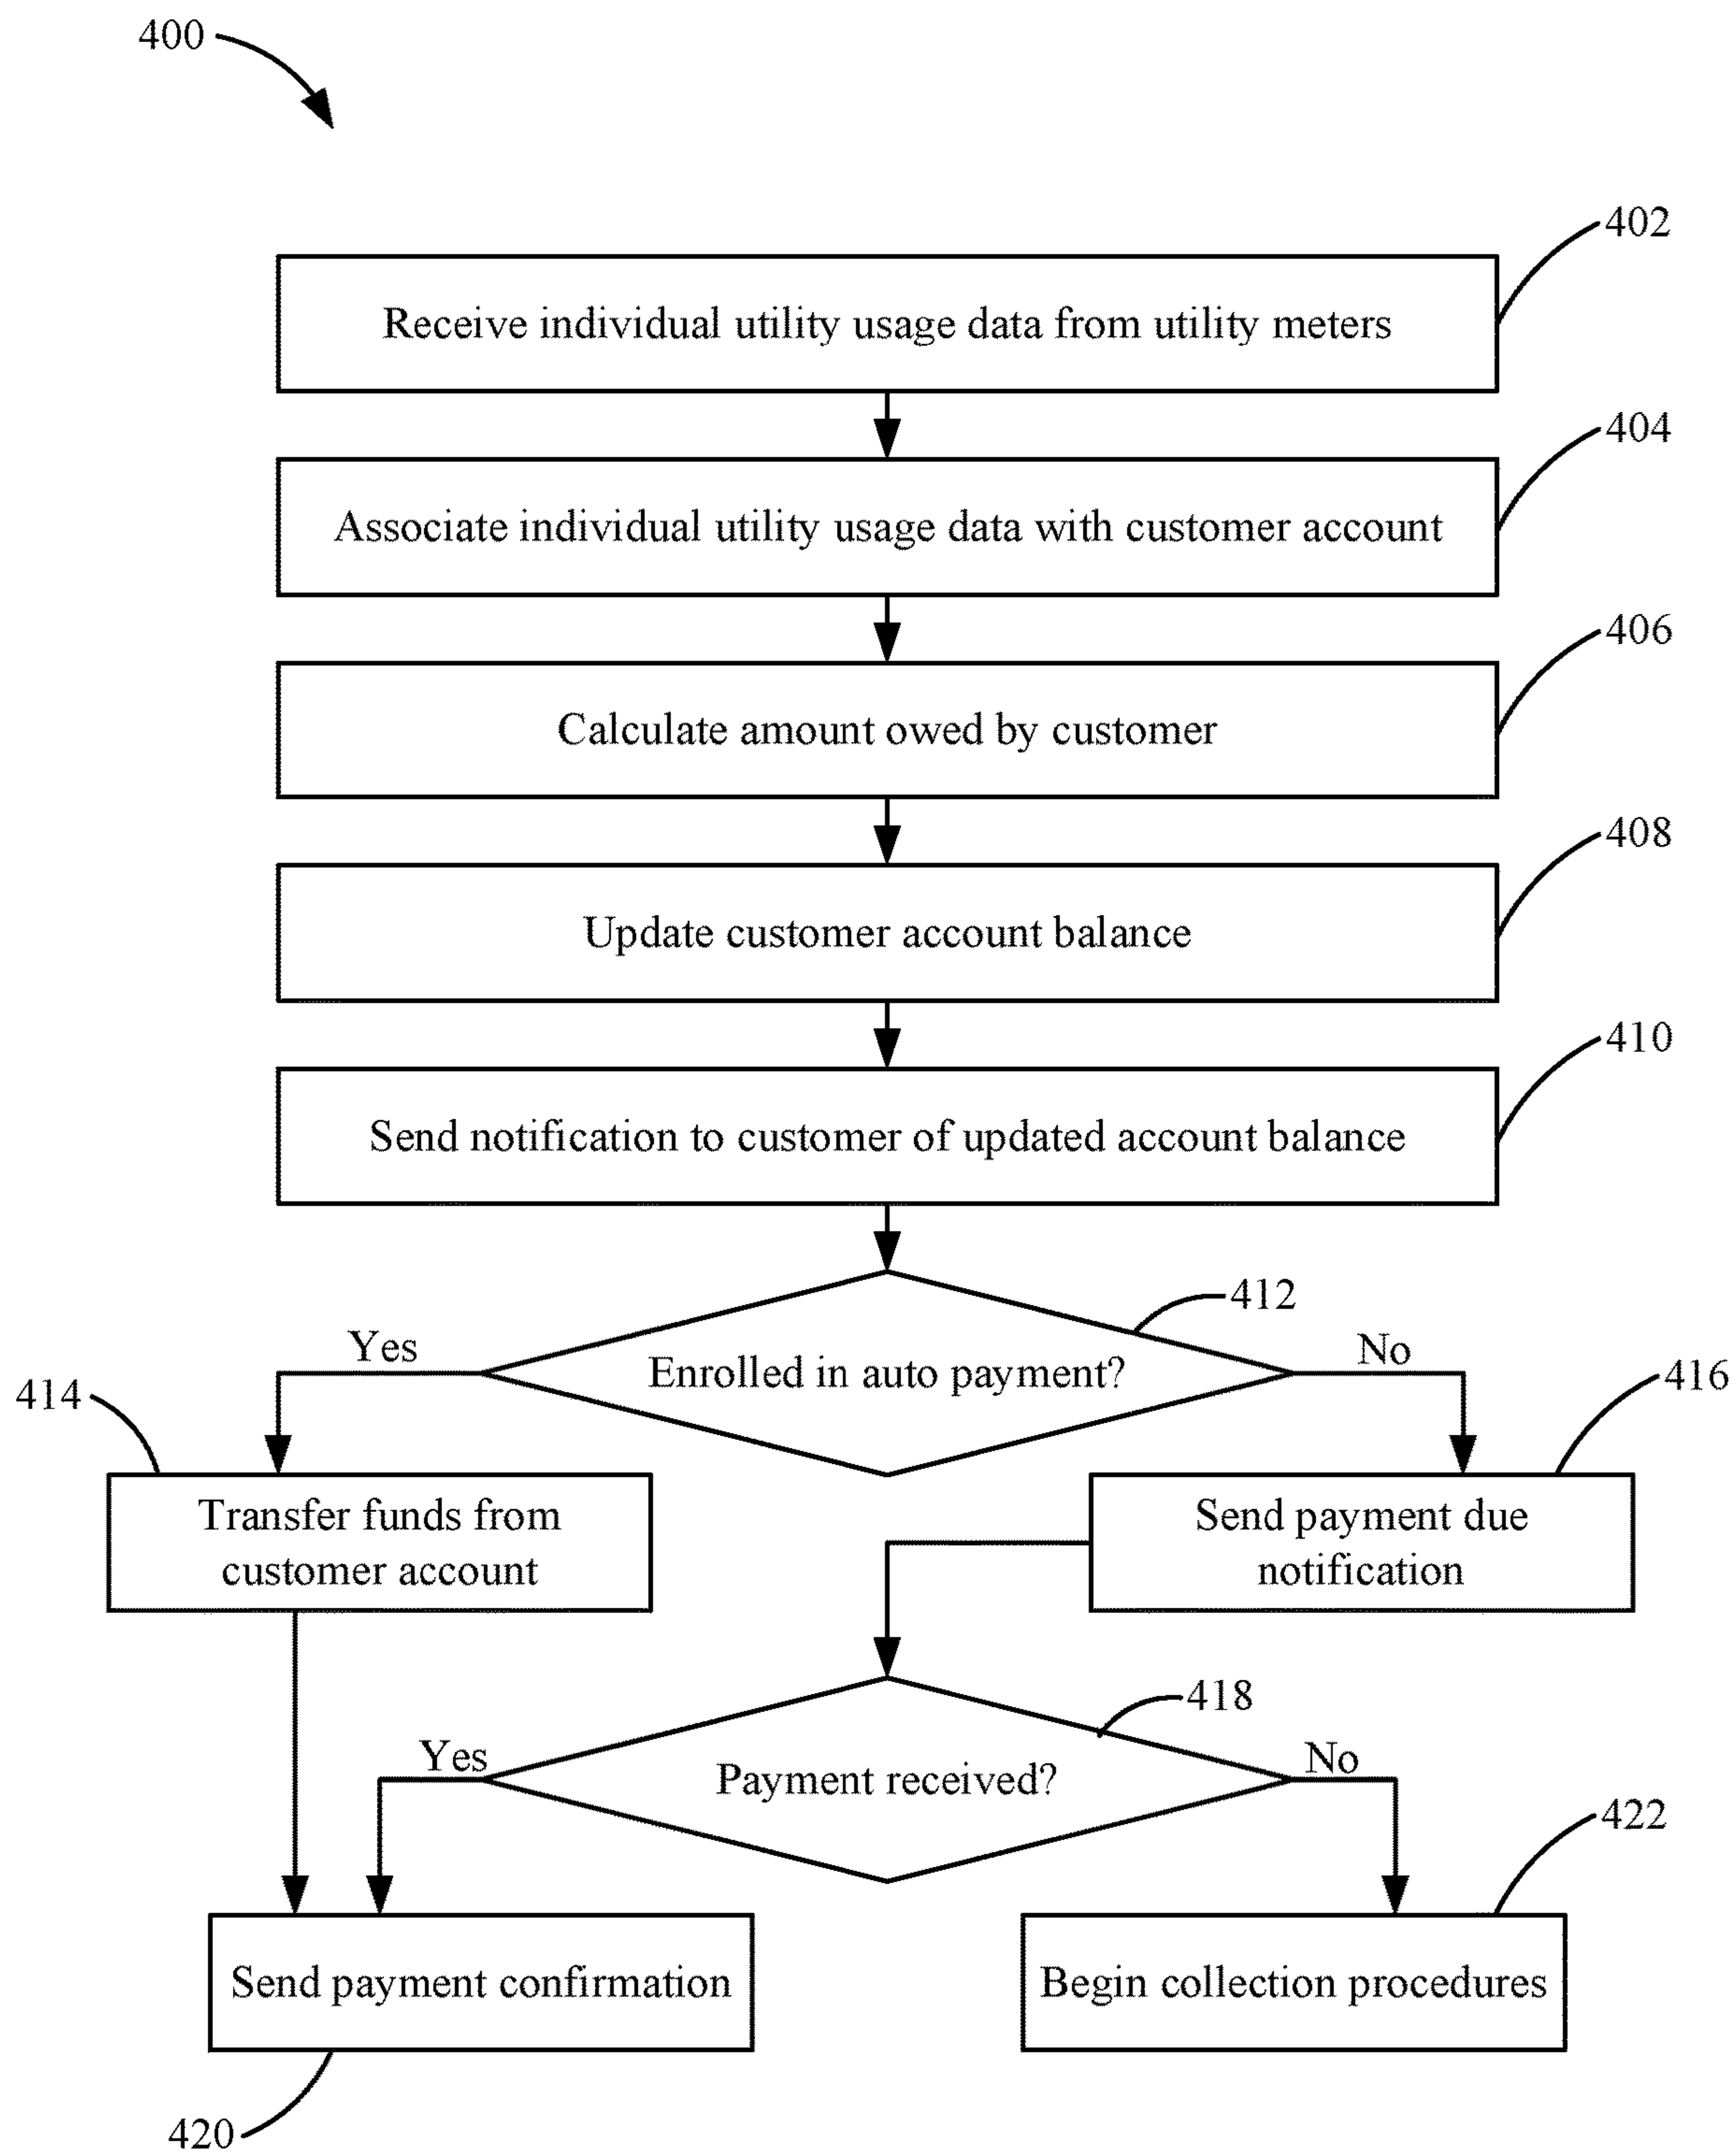 400
402
Receive individual utility usage data from utility meters
404
Associate individual utility usage data with customer account
406
Calculate amount owed by customer
408
Update customer account balance
410
Send notification to customer of updated account balance
412
Yes
Enrolled in auto payment?
No
414
416
Transfer funds from
customer account
Send payment due
notification
418
Yes
Payment received?
No
422
Send payment confirmation
Begin collection procedures
420